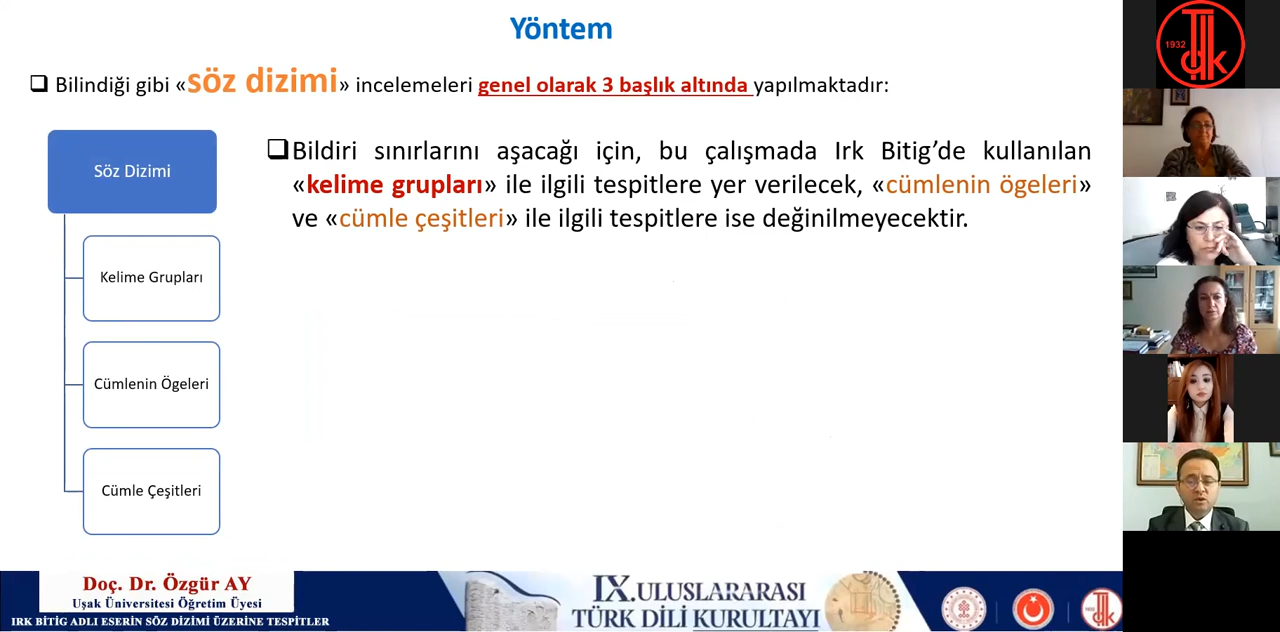 Yöntem
❑ Bilindiği gibi «söz dizimi» incelemeleri genel olarak 3 başlık altında yapılmaktadır:
Söz Dizimi
Kelime Grupları
Cümlenin Ögeleri
Cümle Çeşitleri
❑Bildiri sınırlarını aşacağı için, bu çalışmada Irk Bitig’de kullanılan
«kelime grupları» ile ilgili tespitlere yer verilecek, «cümlenin ögeleri»
ve «cümle çeşitleri» ile ilgili tespitlere ise değinilmeyecektir.
Doç. Dr. Özgür AY
Uşak Üniversitesi Öğretim Üyesi
IRK BİTİG ADLI ESERİN SÖZ DİZİMİ ÜZERİNE TESPİTLER
IX.ULUSLARARASI
TÜRK DİLİ KURULTAYI
1932